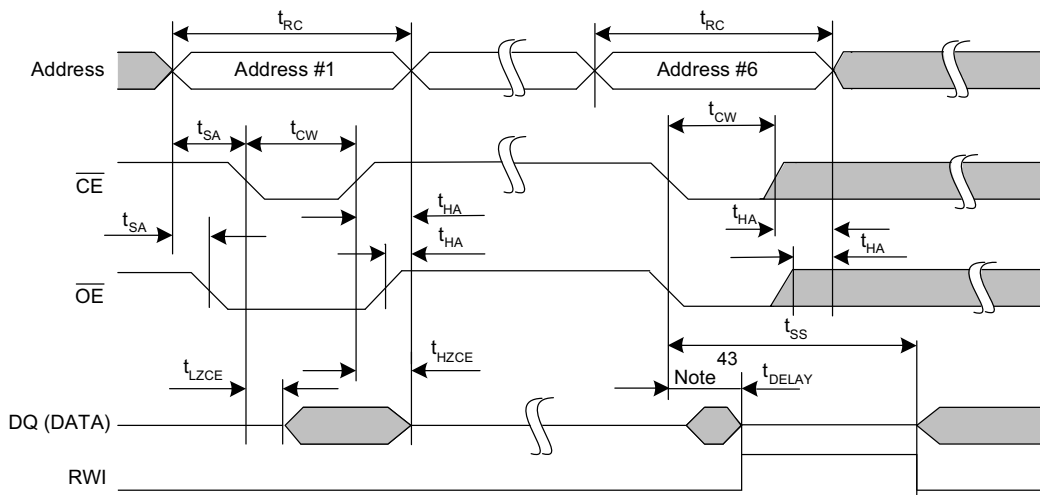 tRC
tRC
Address
Address #1
Address #6
tSA
tCW
tCW
CE
tSA
tHA
tHA
tHA
tHA
OE
tSS
tLZCE
tHZCE
Note 43
tDELAY
DQ (DATA)
RWI